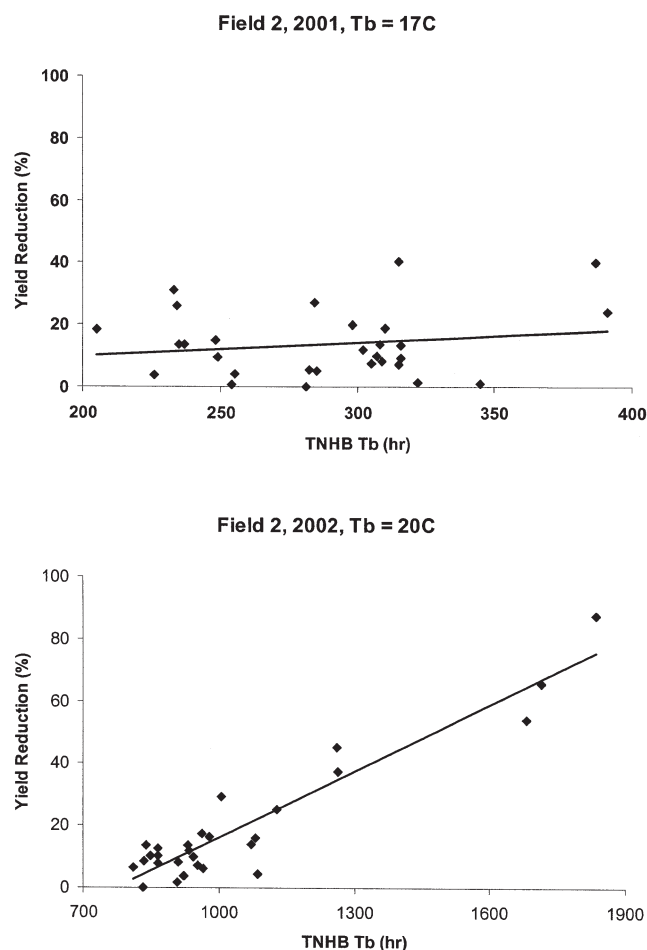 Field 2, 2001, Tb = 17C
100
80
60
40
20
0
Yield Reduction (%)
200 250 300 350 400
TNHB Tb (hr)
Field 2, 2002, Tb = 20C
100
80
60
40
20
0
Yield Reduction (%)
700 1000 1300 1600 1900
TNHB Tb (hr)